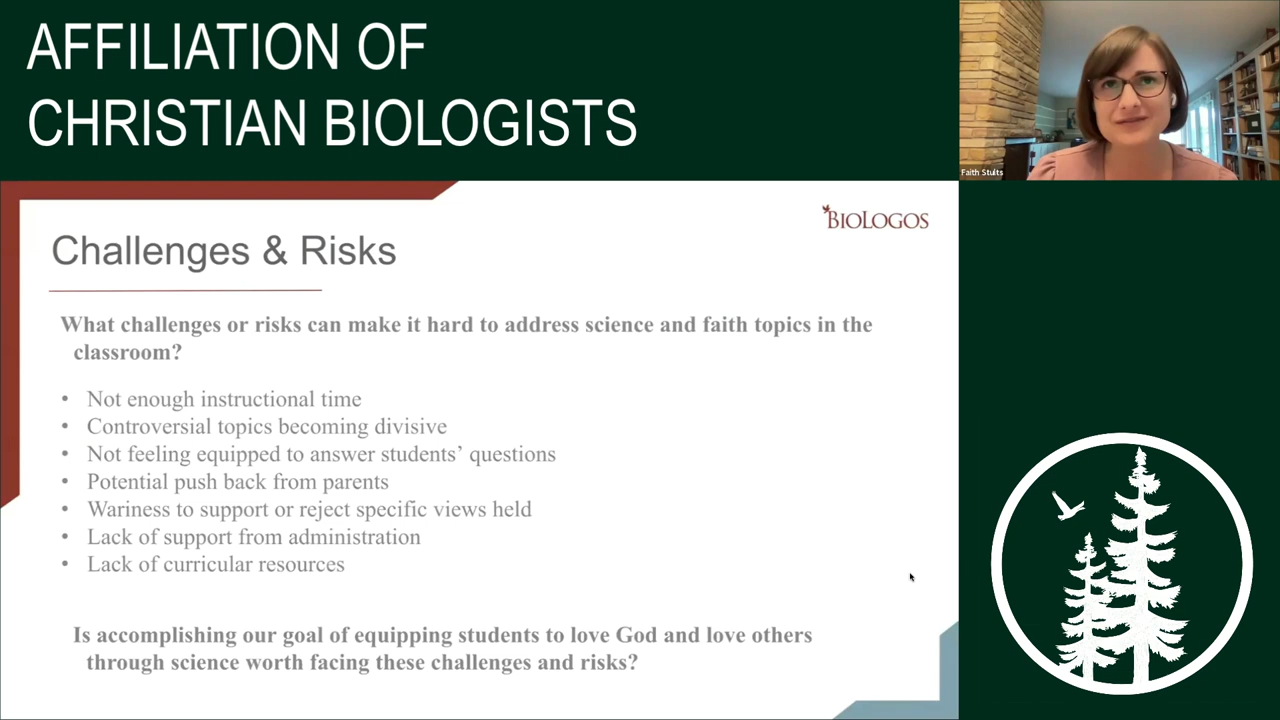 AFFILIATION OF
CHRISTIAN BIOLOGISTS
Faith Stults
BIOLOGOS
Challenges & Risks
What challenges or risks can make it hard to address science and faith topics in the
classroom?
• Not enough instructional time
• Controversial topics becoming divisive
• Not feeling equipped to answer students’ questions
• Potential push back from parents
• Wariness to support or reject specific views held
• Lack of support from administration
• Lack of curricular resources
Is accomplishing our goal of equipping students to love God and love others
through science worth facing these challenges and risks?